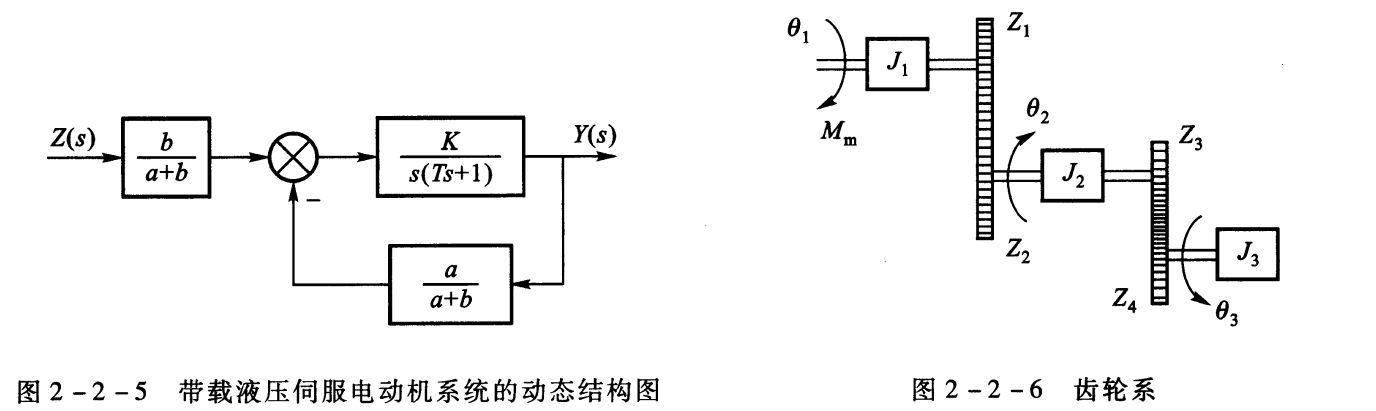 Z(s)
b
a+b
−
K
s(Ts+1)
Y(s)
a
a+b
图 2-2-5 带载液压伺服电动机系统的动态结构图
θ₁
Mₘ
J₁
Z₁
Z₂
θ₂
J₂
Z₃
Z₄
θ₃
J₃
图 2-2-6 齿轮系